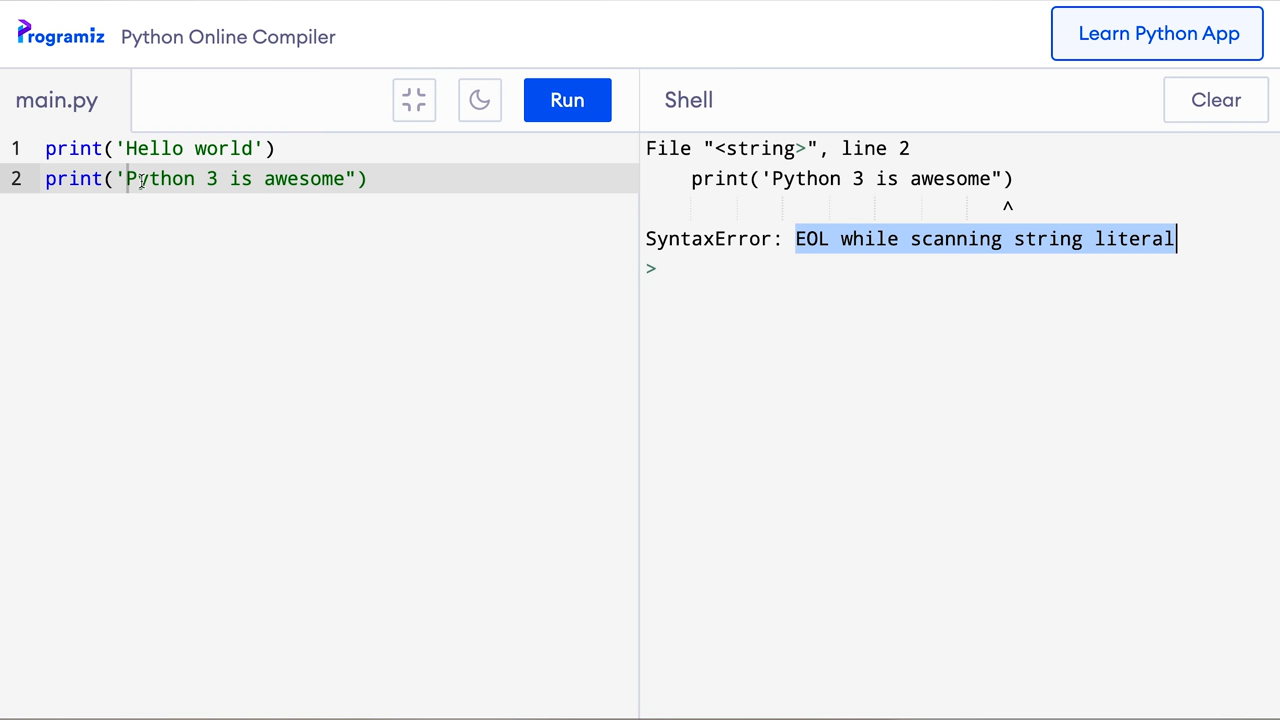 Programiz Python Online Compiler
Learn Python App
main.py
Run
Shell
Clear
1 print('Hello world')
2 print('Python 3 is awesome")
File "<string>", line 2
print('Python 3 is awesome")
^
SyntaxError: EOL while scanning string literal
>